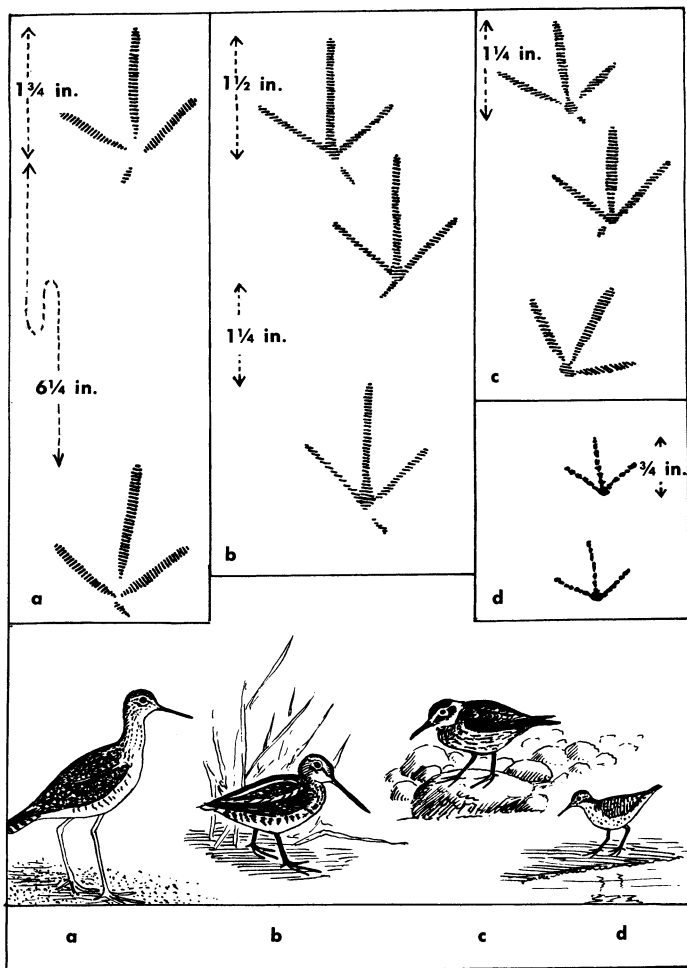 1¾ in.
6¼ in.
a
1½ in.
1¼ in.
b
1¼ in.
c
¾ in.
d
a b c d